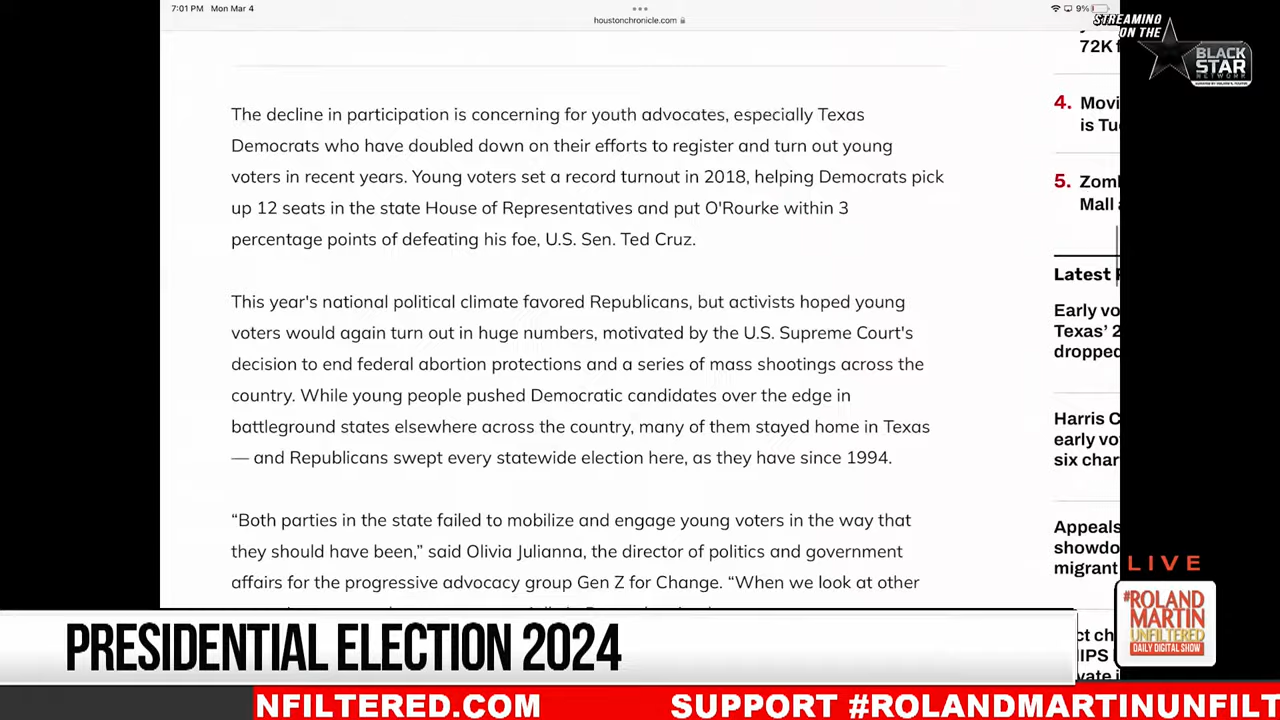 7:01 PM Mon Mar 4
houstonchronicle.com
9%
STREAMING
ON THE
BLACK
STAR
NETWORK
72K
4. Movi
is Tu
5. Zom
Mall
The decline in participation is concerning for youth advocates, especially Texas
Democrats who have doubled down on their efforts to register and turn out young
voters in recent years. Young voters set a record turnout in 2018, helping Democrats pick
up 12 seats in the state House of Representatives and put O'Rourke within 3
percentage points of defeating his foe, U.S. Sen. Ted Cruz.
This year's national political climate favored Republicans, but activists hoped young
voters would again turn out in huge numbers, motivated by the U.S. Supreme Court's
decision to end federal abortion protections and a series of mass shootings across the
country. While young people pushed Democratic candidates over the edge in
battleground states elsewhere across the country, many of them stayed home in Texas
— and Republicans swept every statewide election here, as they have since 1994.
“Both parties in the state failed to mobilize and engage young voters in the way that
they should have been,” said Olivia Julianna, the director of politics and government
affairs for the progressive advocacy group Gen Z for Change. “When we look at other
Latest
Early vo
Texas’ 2
dropped
Harris C
early vo
six char
Appeals
showdo
migrant
ct ch
IPS
vate i
LIVE
#ROLAND
MARTIN
UNFILTERED
DAILY DIGITAL SHOW
PRESIDENTIAL ELECTION 2024
NFILTERED.COM SUPPORT #ROLANDMARTINUNFILT